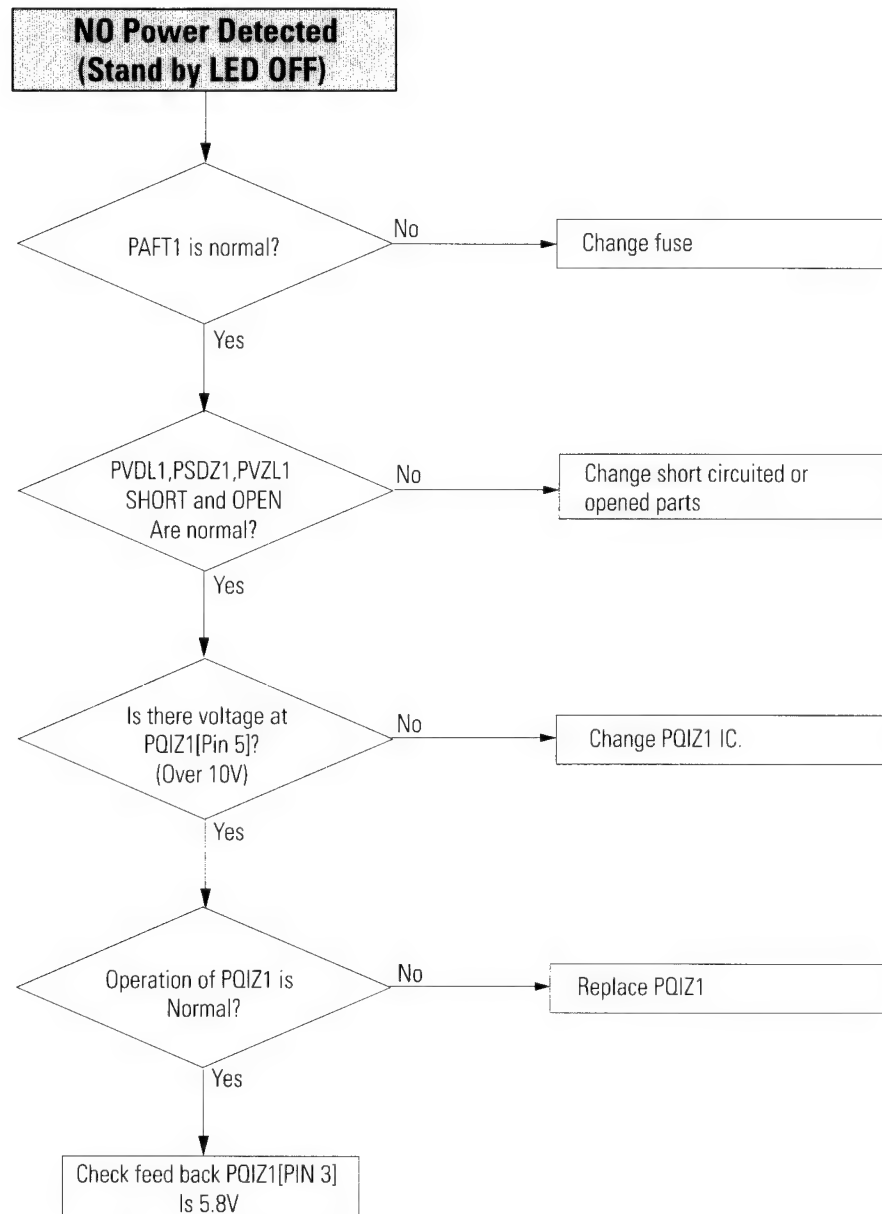 NO Power Detected
(Stand by LED OFF)
PAFT1 is normal?
No
Change fuse
Yes
PVDL1,PSDZ1,PVZL1
SHORT and OPEN
Are normal?
No
Change short circuited or
opened parts
Yes
Is there voltage at
PQIZ1[Pin 5]?
(Over 10V)
No
Change PQIZ1 IC.
Yes
Operation of PQIZ1 is
Normal?
No
Replace PQIZ1
Yes
Check feed back PQIZ1[PIN 3]
Is 5.8V